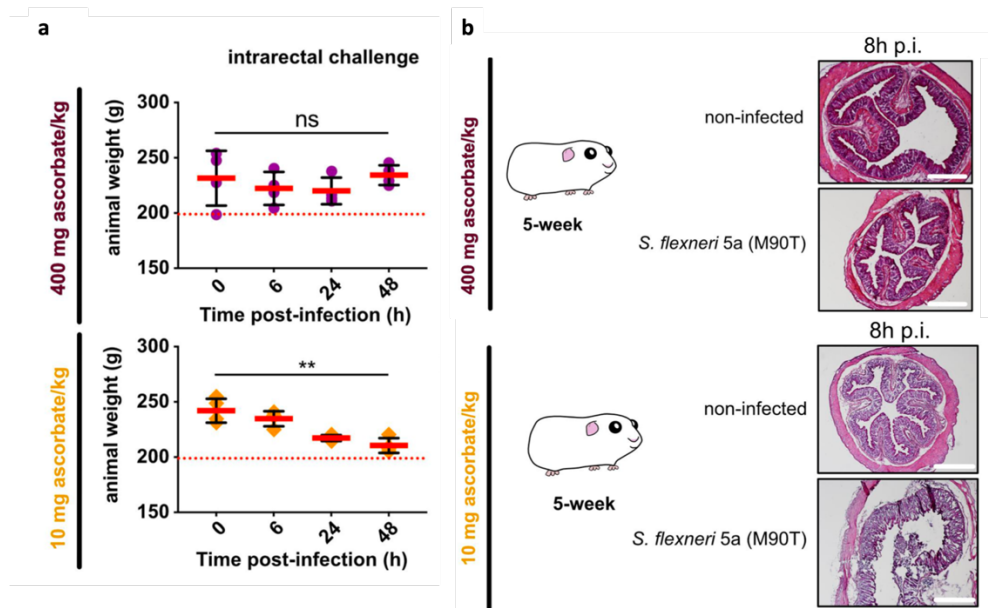 a
intrarectal challenge
400 mg ascorbate/kg
animal weight (g)
300
250
200
150
ns
0
6
24
48
Time post-infection (h)
10 mg ascorbate/kg
animal weight (g)
300
250
200
150
**
0
6
24
48
Time post-infection (h)
b
400 mg ascorbate/kg
8h p.i.
non-infected
5-week
S. flexneri 5a (M90T)
10 mg ascorbate/kg
8h p.i.
non-infected
5-week
S. flexneri 5a (M90T)